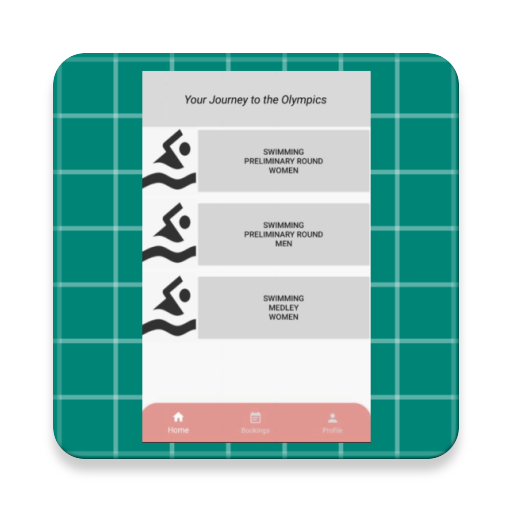 Your Journey to the Olympics
SWIMMING
PRELIMINARY ROUND
WOMEN
SWIMMING
PRELIMINARY ROUND
MEN
SWIMMING
MEDLEY
WOMEN
Home
Bookings
Profile